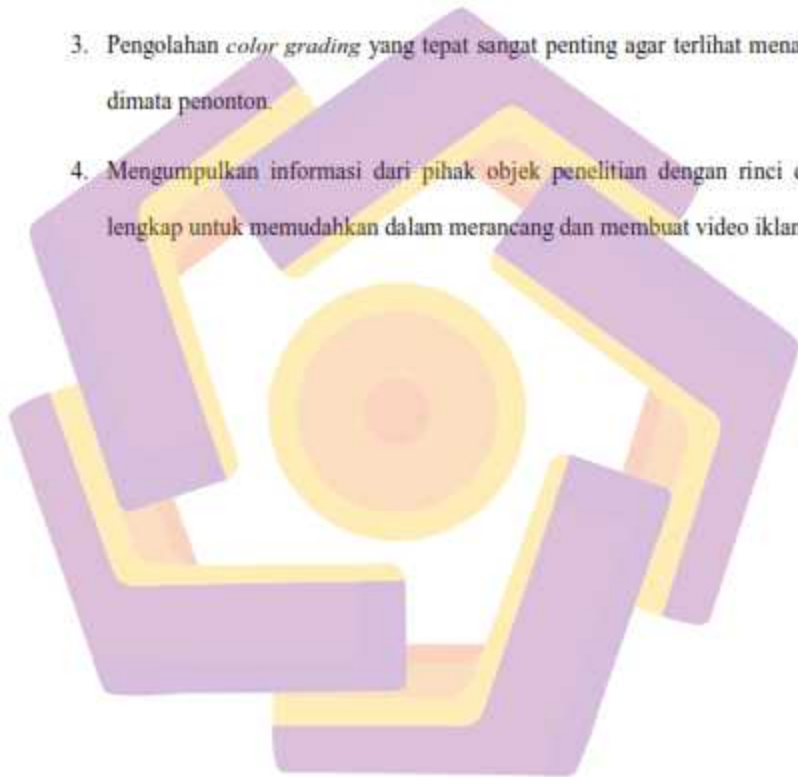 3. Pengolahan color grading yang tepat sangat penting agar terlihat
dimata penonton.
4. Mengumpulkan informasi dari pihak objek penelitian dengan rinci
lengkap untuk memudahkan dalam merancang dan membuat video iklan